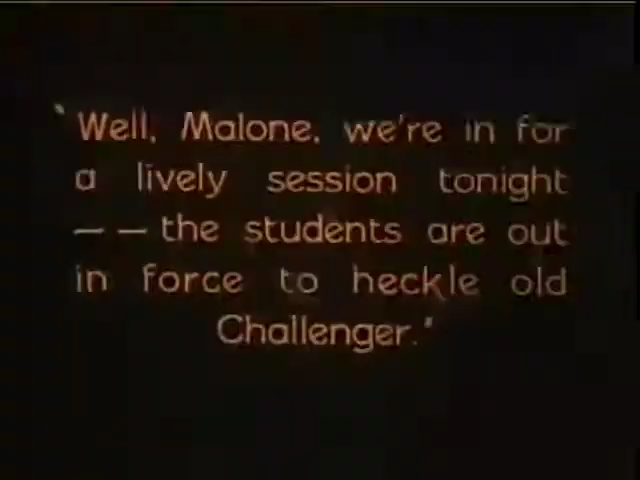 "Well, Malone, we're in for
a lively session tonight
— — the students are out
in force to heckle old
Challenger."